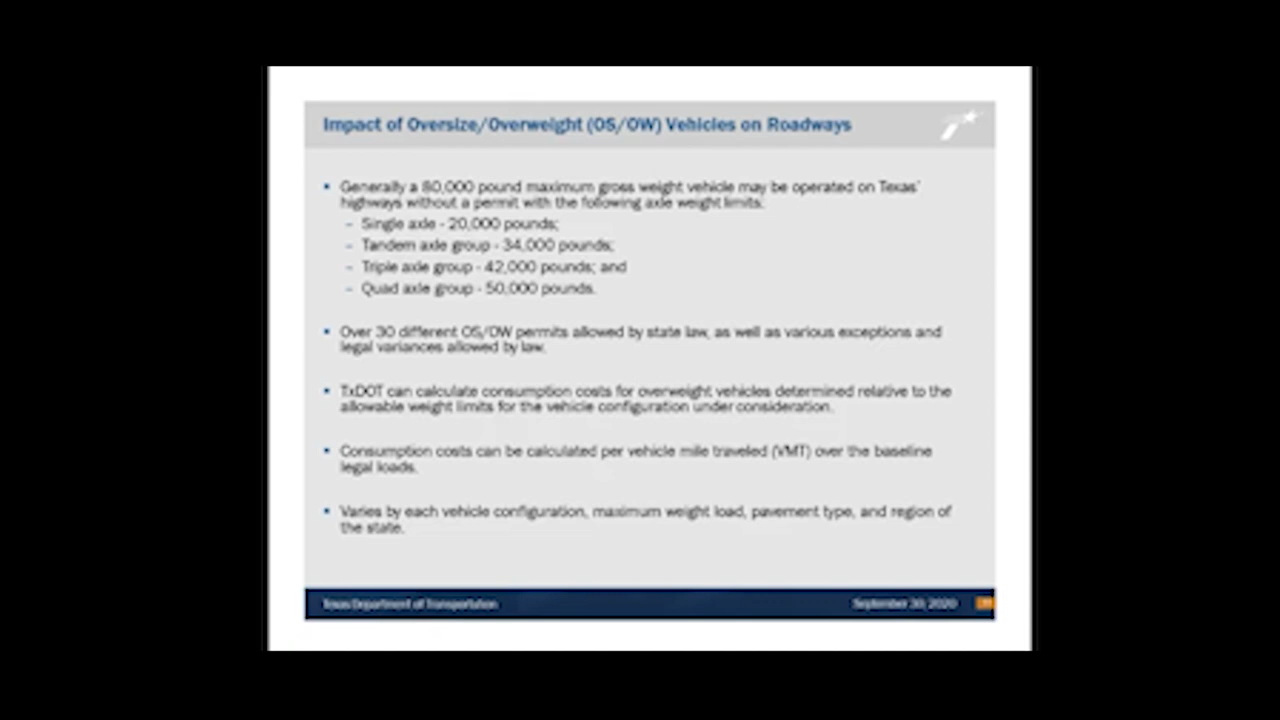 Impact of Oversize/Overweight (OS/OW) Vehicles on Roadways
▪ Generally a 80,000 pound maximum gross weight vehicle may be operated on Texas'
highways without a permit with the following axle weight limits:
– Single axle - 20,000 pounds;
– Tandem axle group - 34,000 pounds;
– Triple axle group - 42,000 pounds; and
– Quad axle group - 50,000 pounds.
▪ Over 30 different OS/OW permits allowed by state law, as well as various exceptions and
legal variances allowed by law.
▪ TxDOT can calculate consumption costs for overweight vehicles determined relative to the
allowable weight limits for the vehicle configuration under consideration.
▪ Consumption costs can be calculated per vehicle mile traveled (VMT) over the baseline
legal loads.
▪ Varies by each vehicle configuration, maximum weight load, pavement type, and region of
the state.
Texas Department of Transportation
September 30, 2020